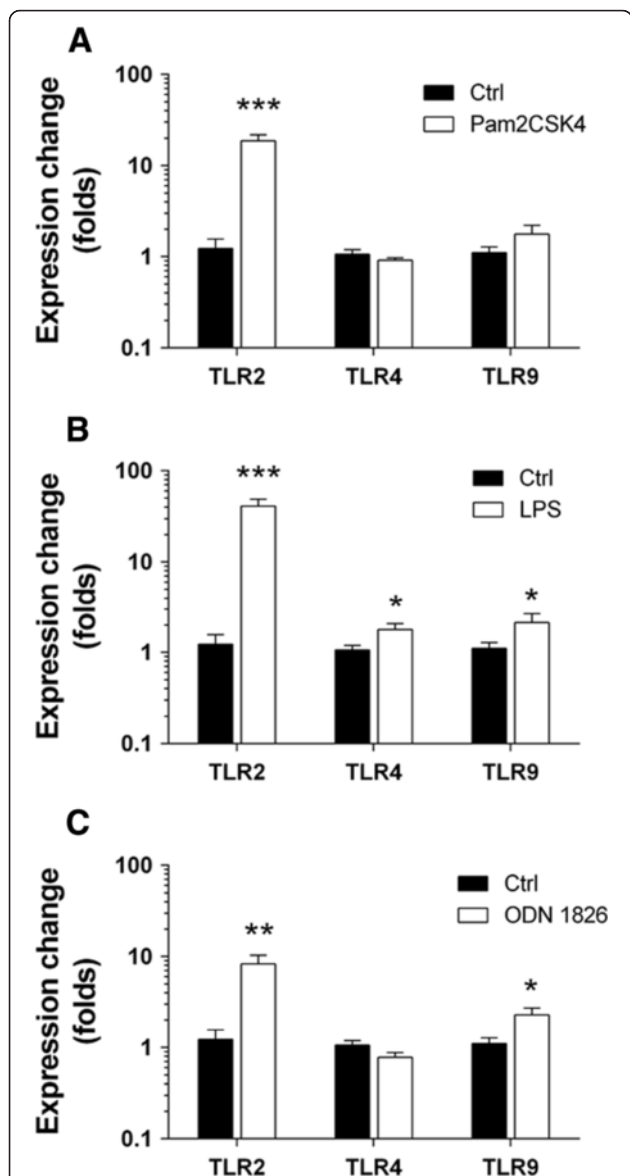 A
Expression change
(folds)
100
10
1
0.1
***
Ctrl
Pam2CSK4
TLR2 TLR4 TLR9
B
Expression change
(folds)
100
10
1
0.1
***
*
*
Ctrl
LPS
TLR2 TLR4 TLR9
C
Expression change
(folds)
100
10
1
0.1
**
*
Ctrl
ODN 1826
TLR2 TLR4 TLR9